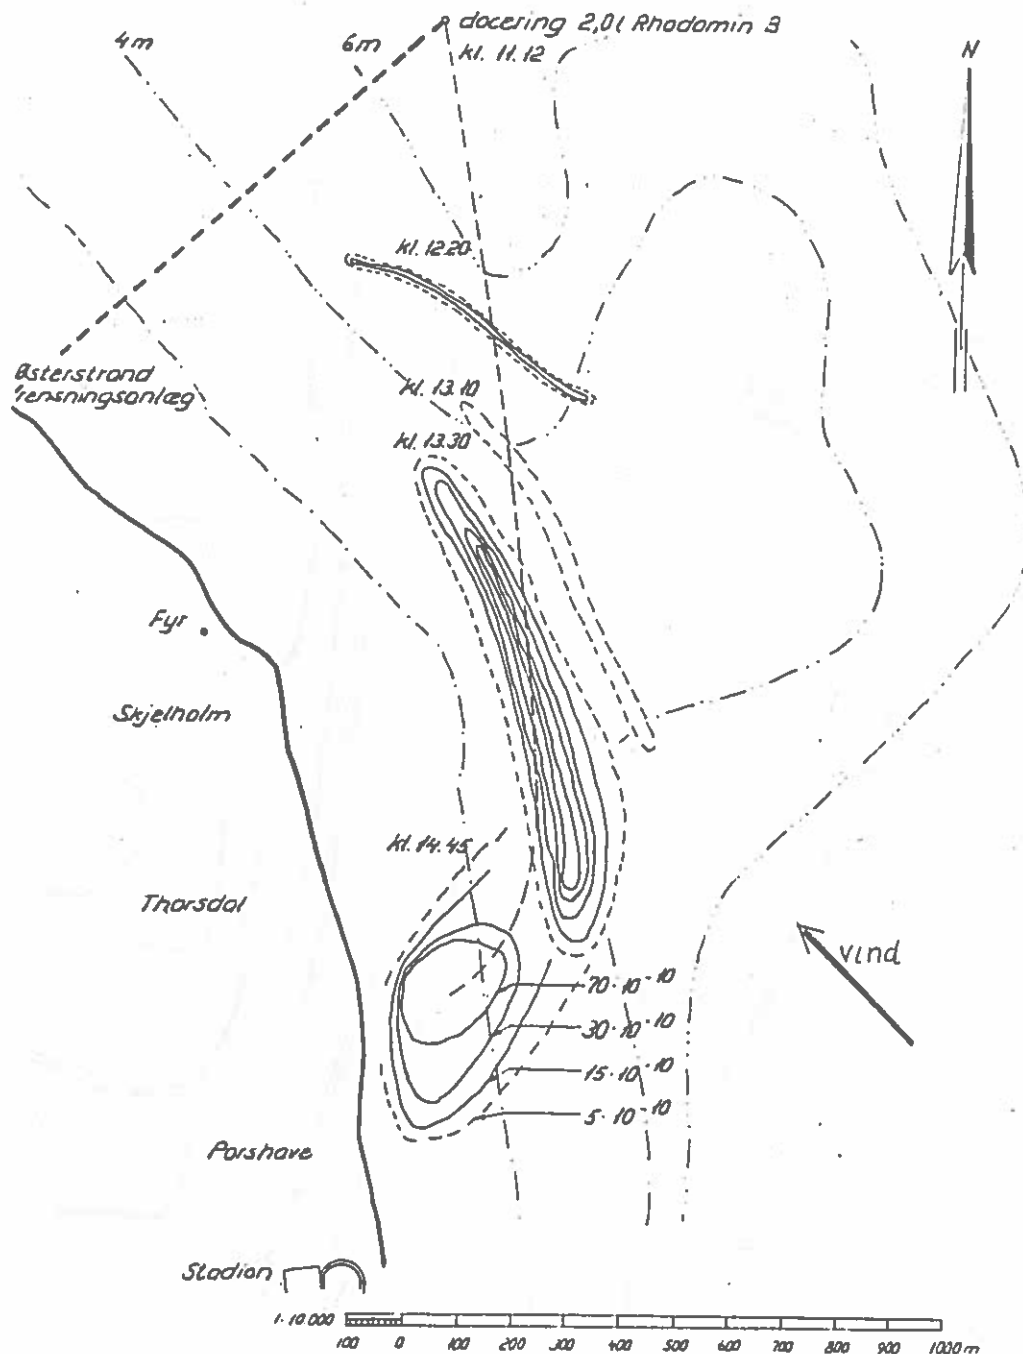 docering 2,0l Rhodamin B
kl. 11.12
4m
6m
N
kl. 12.20
Østerstrand
rensningsanlæg
kl. 13.10
kl. 13.30
Fyr
Skjelholm
kl. 14.45
Thorsdal
vind
70·10⁻¹⁰
30·10⁻¹⁰
15·10⁻¹⁰
5·10⁻¹⁰
Porshave
Stadion
1:10.000
100 0 100 200 300 400 500 600 700 800 900 1000 m